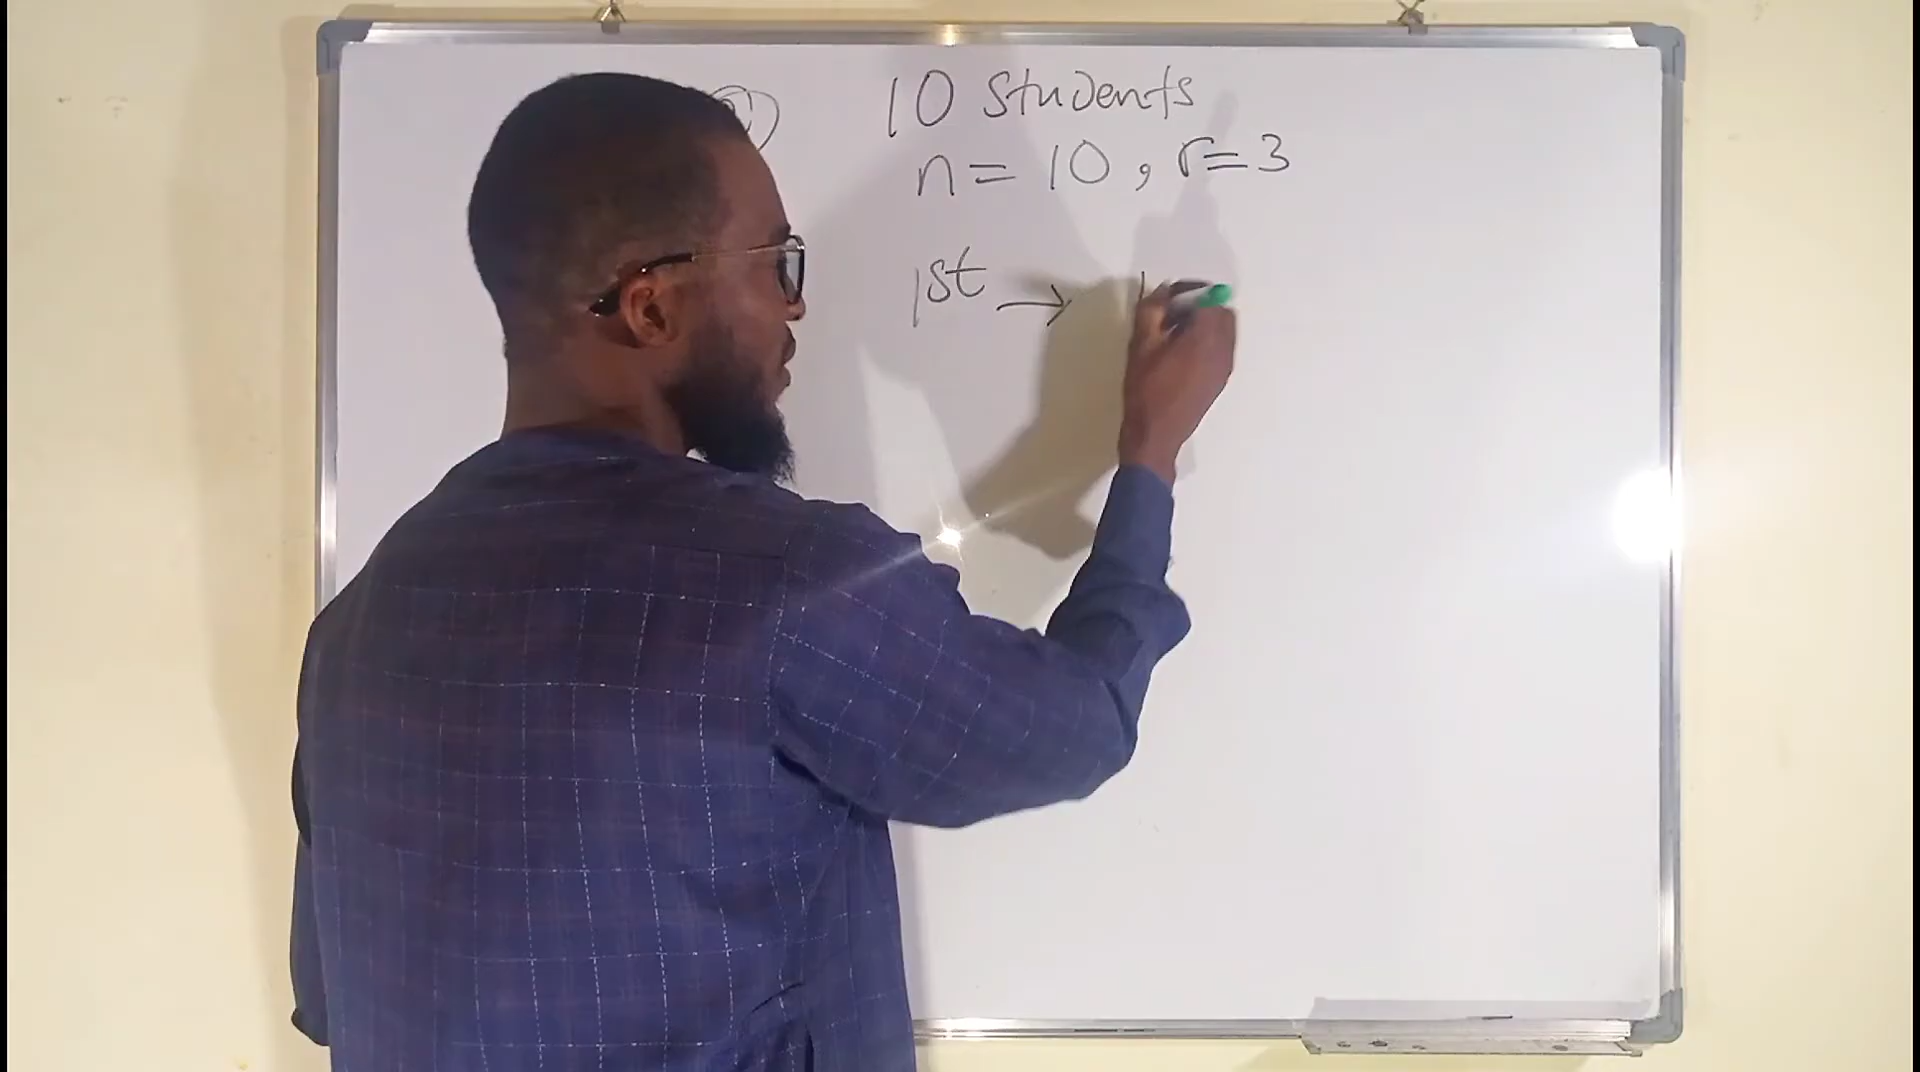 10 students
n = 10 , r = 3
1st →